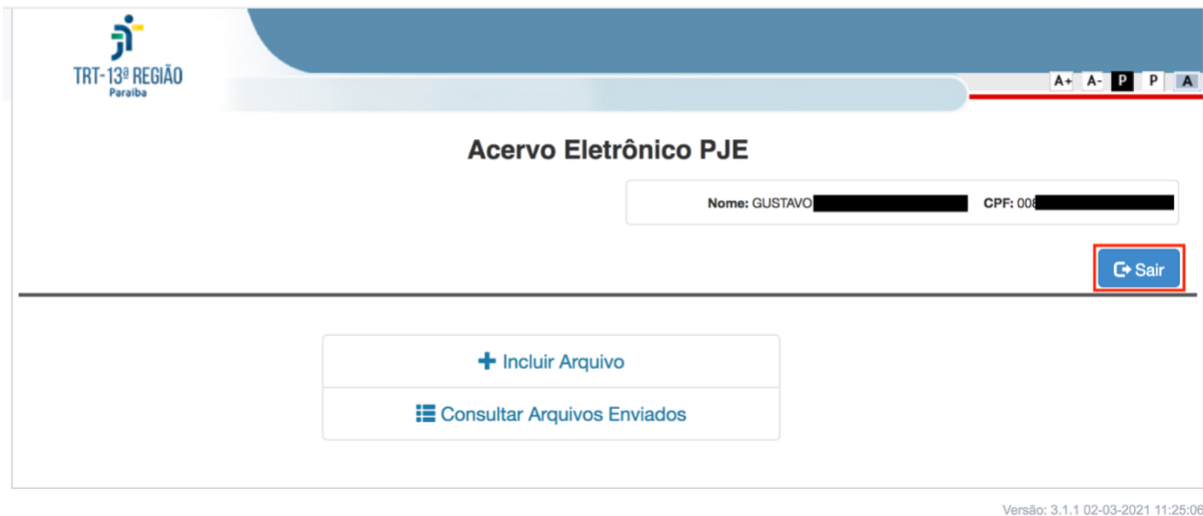 TRT-13ª REGIÃO
Paraíba
A+ A- P P A
Acervo Eletrônico PJE
Nome: GUSTAVO CPF: 008
Sair
Incluir Arquivo
Consultar Arquivos Enviados
Versão: 3.1.1 02-03-2021 11:25:06